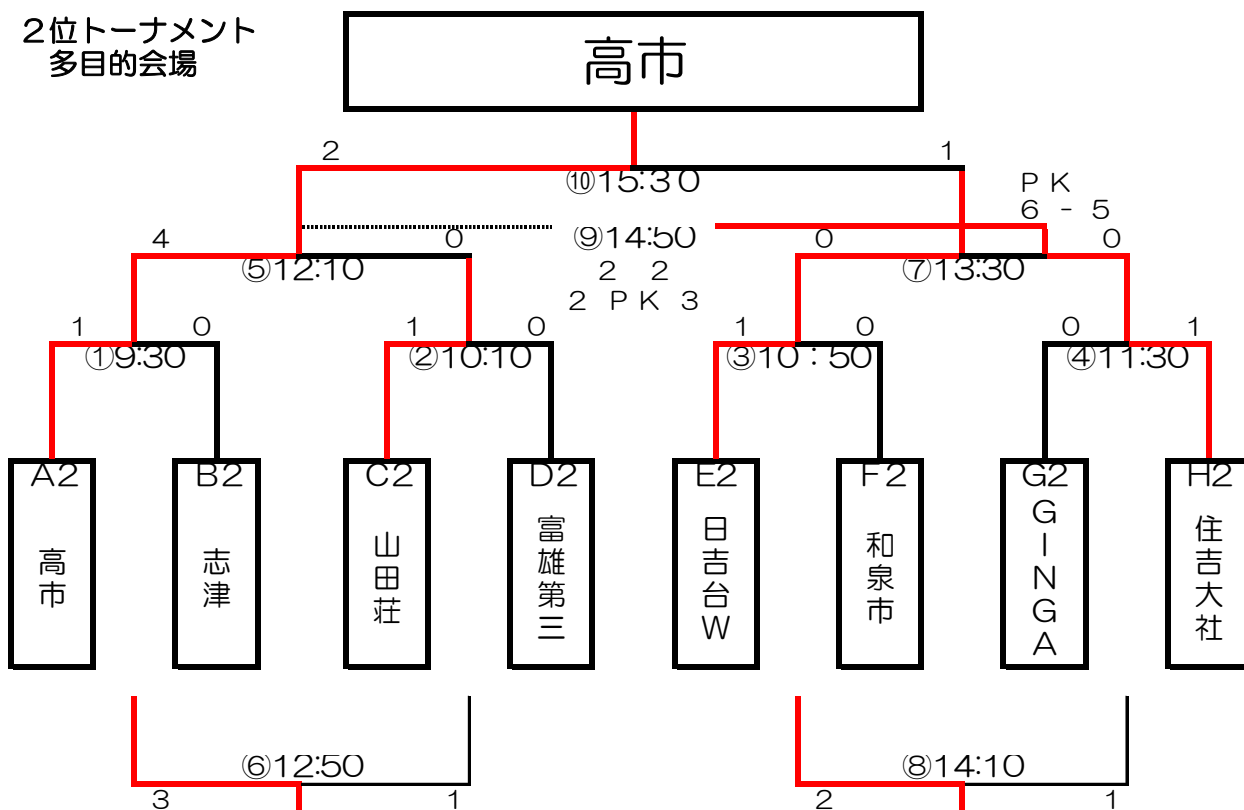 ２位トーナメント
多目的会場
高市
2 1
⑩15:30
PK
6 - 5
4 0 ⑨14:50 0 0
⑤12:10 2 2 ⑦13:30
2 PK 3
1 0 1 0 1 0 0 1
①9:30 ②10:10 ③10：50 ④11:30
A2 B2 C2 D2 E2 F2 G2 H2
高市
志津
山田荘
富雄第三
日吉台W
和泉市
GINGA
住吉大社
⑥12:50 ⑧14:10
3 1 2 1